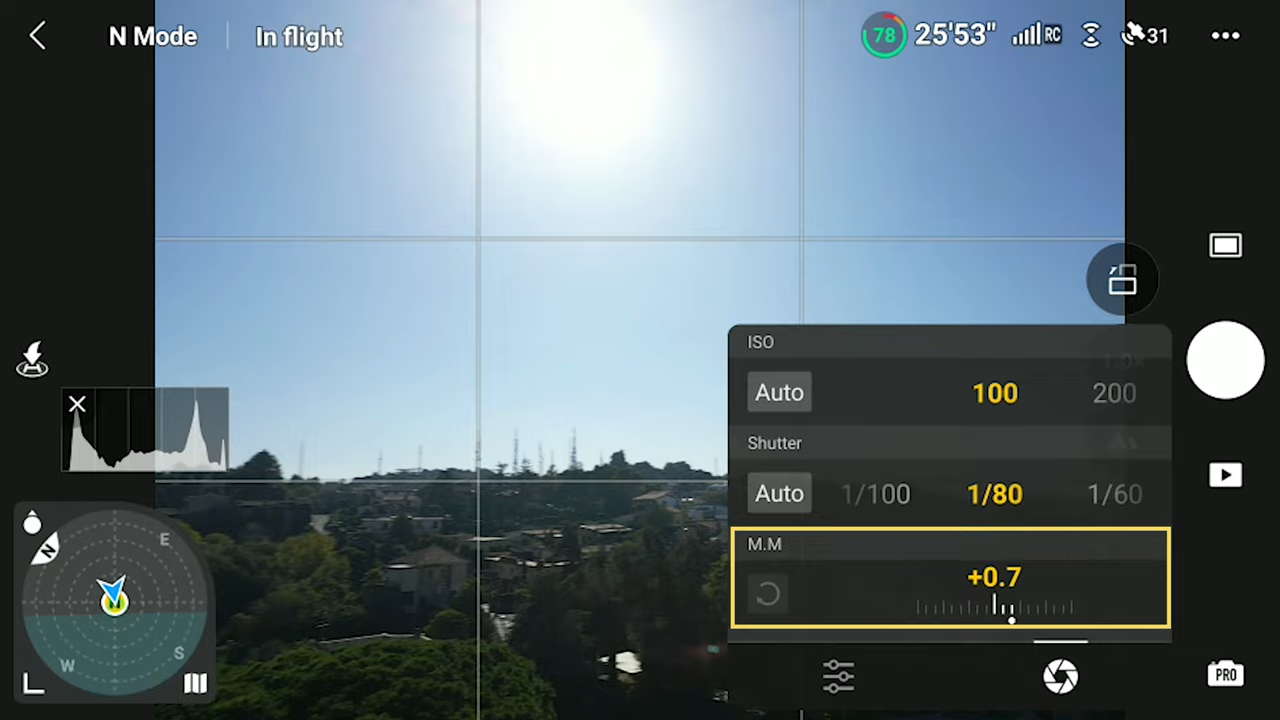 N Mode
In flight
78
25'53"
RC
31
ISO
Auto
100
200
Shutter
Auto
1/100
1/80
1/60
M.M
+0.7
N
E
S
W
PRO